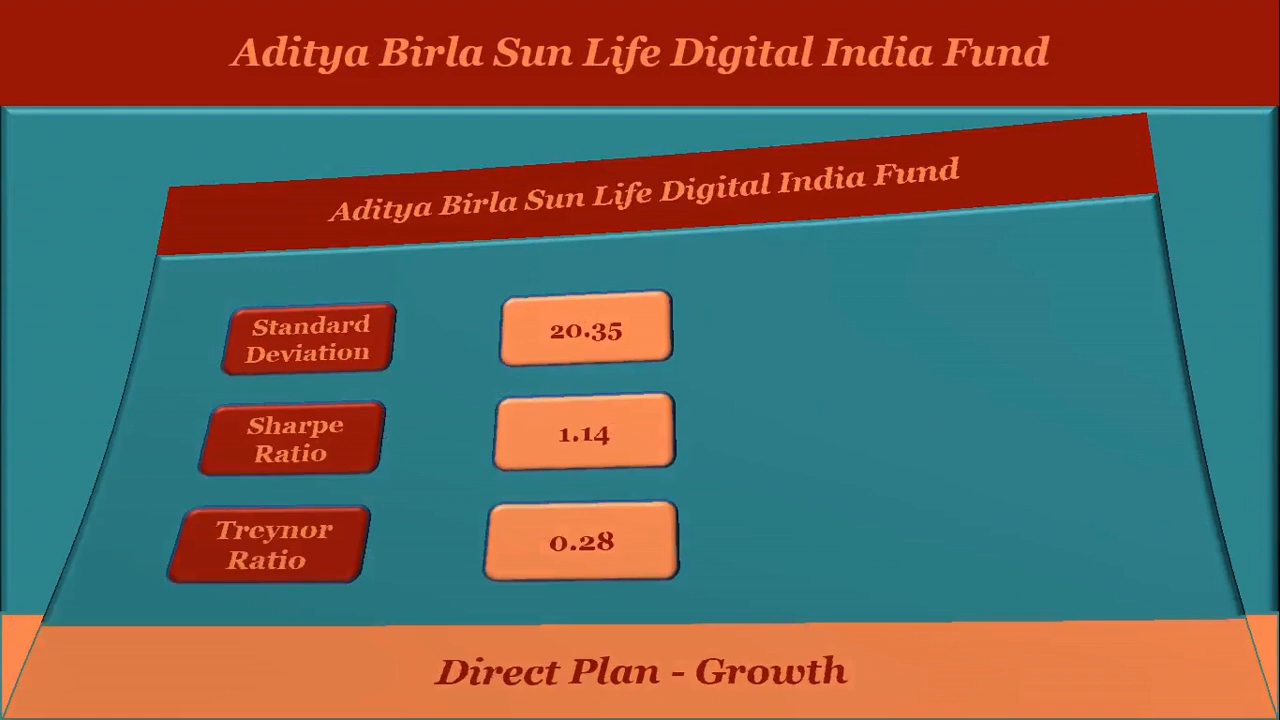 Aditya Birla Sun Life Digital India Fund
Aditya Birla Sun Life Digital India Fund
Standard
Deviation
20.35
Sharpe
Ratio
1.14
Treynor
Ratio
0.28
Direct Plan - Growth